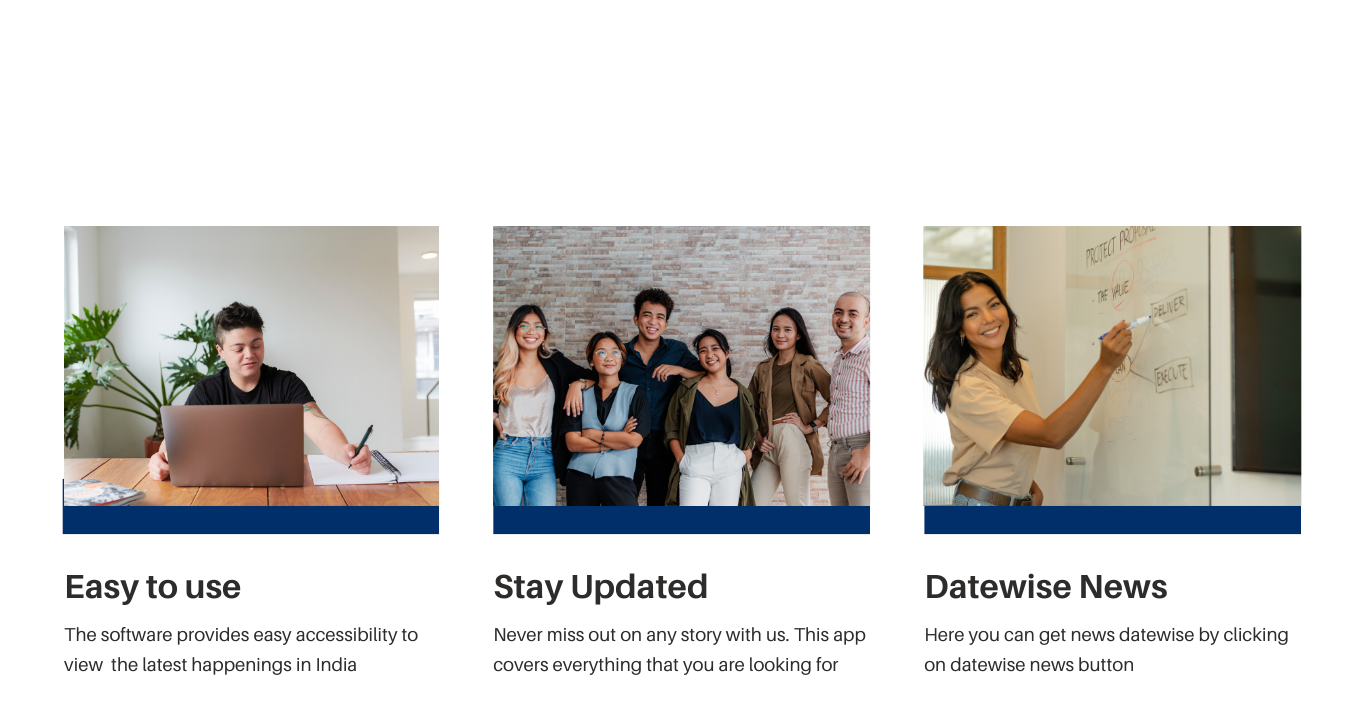 PROJECT PROPOSAL
THE VALUE
DELIVER
EXECUTE
Easy to use
The software provides easy accessibility to
view  the latest happenings in India
Stay Updated
Never miss out on any story with us. This app
covers everything that you are looking for
Datewise News
Here you can get news datewise by clicking
on datewise news button